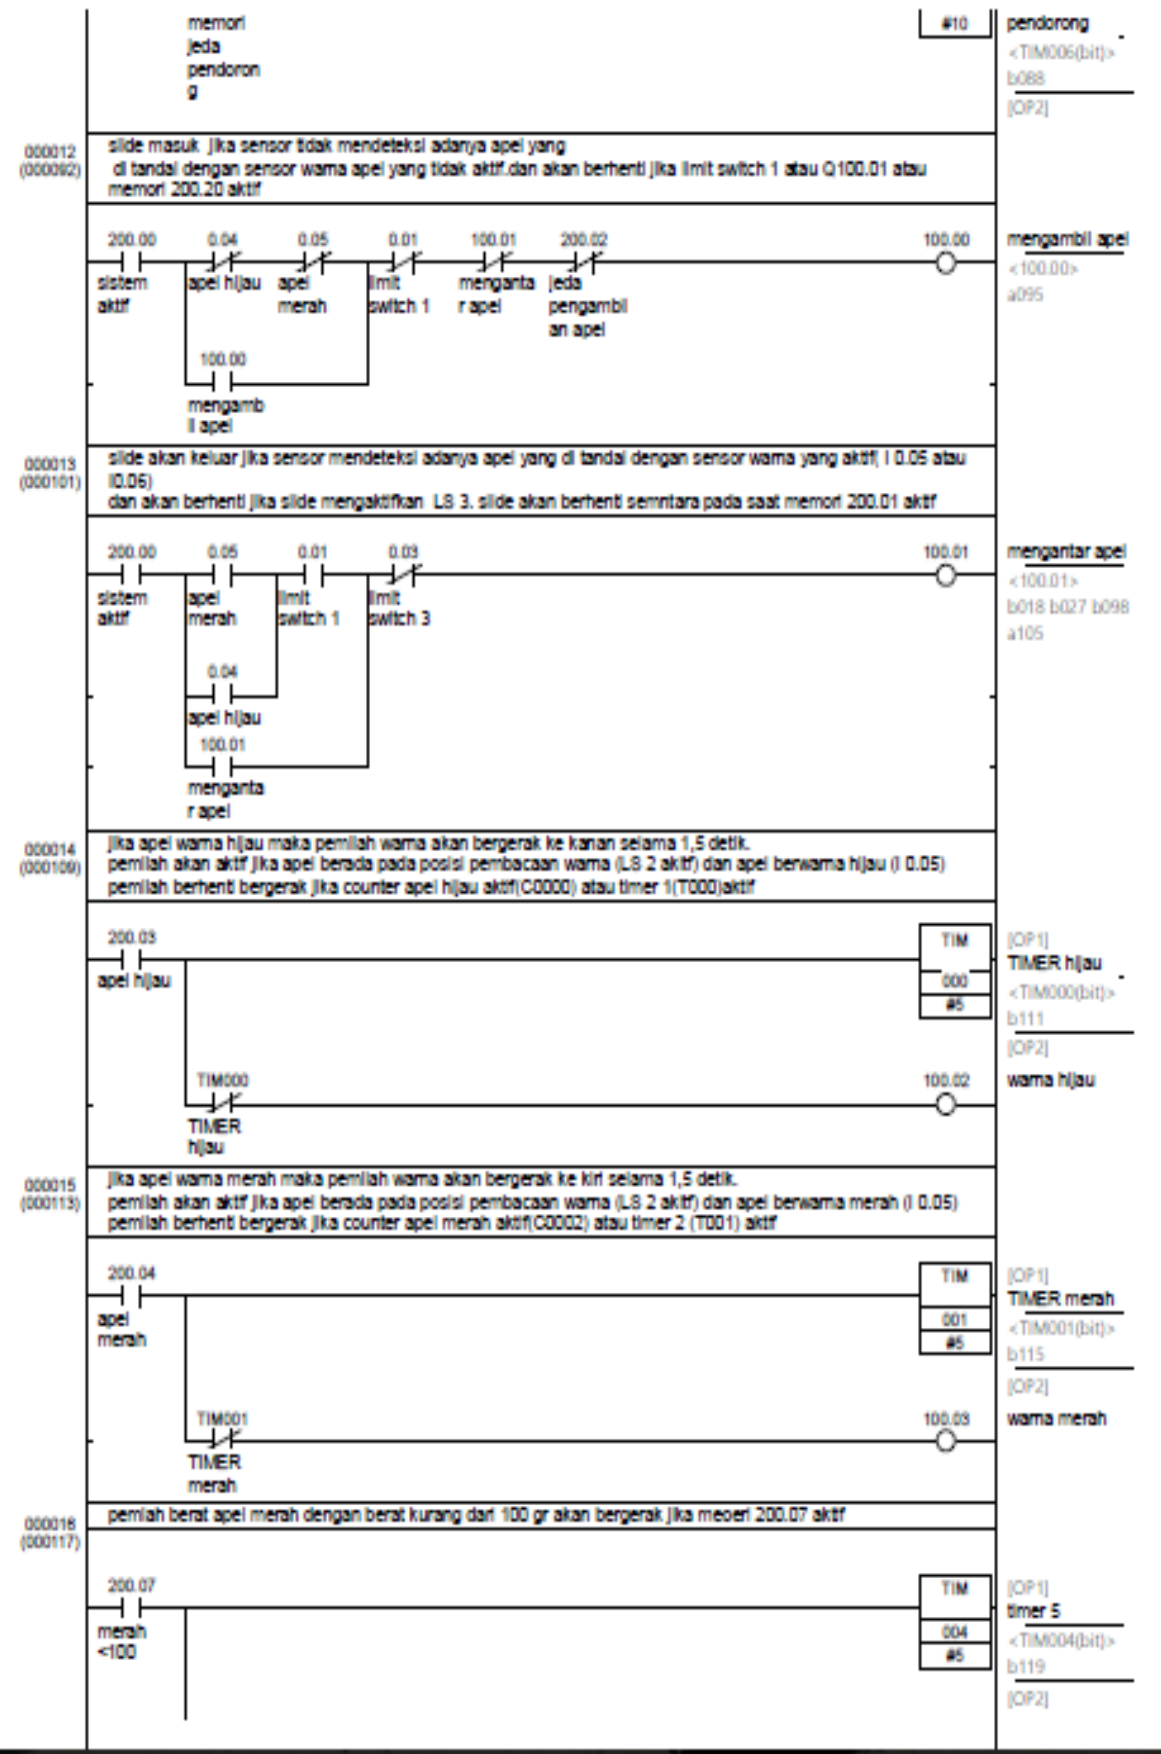 memori
jeda
pendoron
g
#10
pendorong
<TIM006(bit)>
b088
[OP2]
000012
(000092)
slide masuk jika sensor tidak mendeteksi adanya apel yang
di tandai dengan sensor warna apel yang tidak aktif.dan akan berhenti jika limit switch 1 atau Q100.01 atau
memori 200.20 aktif
200.00
0.04
0.05
0.01
100.01
200.02
100.00
mengambil apel
<100.00>
a095
sistem
aktif
apel hijau
apel
merah
limit
switch 1
menganta
r apel
jeda
pengambil
an apel
100.00
mengamb
il apel
000013
(000101)
slide akan keluar jika sensor mendeteksi adanya apel yang di tandai dengan sensor warna yang aktif( I 0.05 atau
I0.06)
dan akan berhenti jika slide mengaktifkan LS 3. slide akan berhenti semntara pada saat memori 200.01 aktif
200.00
0.05
0.01
0.03
100.01
mengantar apel
<100.01>
b018 b027 b098
a105
sistem
aktif
apel
merah
limit
switch 1
limit
switch 3
0.04
apel hijau
100.01
menganta
r apel
000014
(000109)
jika apel warna hijau maka pemilah warna akan bergerak ke kanan selama 1,5 detik.
pemilah akan aktif jika apel berada pada posisi pembacaan warna (LS 2 akitf) dan apel berwarna hijau (I 0.05)
pemilah berhenti bergerak jika counter apel hijau aktif(C0000) atau timer 1(T000)aktif
200.03
apel hijau
TIM
000
#5
[OP1]
TIMER hijau
<TIM000(bit)>
b111
[OP2]
TIM000
TIMER
hijau
100.02
warna hijau
000015
(000113)
jika apel warna merah maka pemilah warna akan bergerak ke kiri selama 1,5 detik.
pemilah akan aktif jika apel berada pada posisi pembacaan warna (LS 2 akitf) dan apel berwarna merah (I 0.05)
pemilah berhenti bergerak jika counter apel merah aktif(C0002) atau timer 2 (T001) aktif
200.04
apel
merah
TIM
001
#5
[OP1]
TIMER merah
<TIM001(bit)>
b115
[OP2]
TIM001
TIMER
merah
100.03
warna merah
000016
(000117)
pemlah berat apel merah dengan berat kurang dari 100 gr akan bergerak jika meoeri 200.07 aktif
200.07
merah
<100
TIM
004
#5
[OP1]
timer 5
<TIM004(bit)>
b119
[OP2]